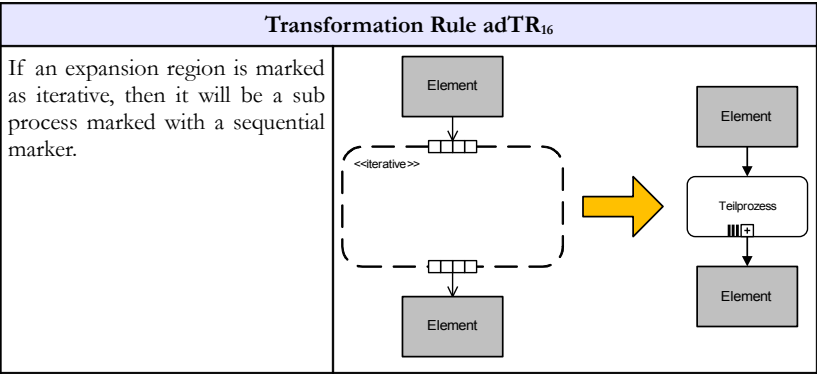 Transformation Rule adTR₁₆
If an expansion region is marked
as iterative, then it will be a sub
process marked with a sequential
marker.
Element
<<iterative>>
Element
Element
Teilprozess
+
Element